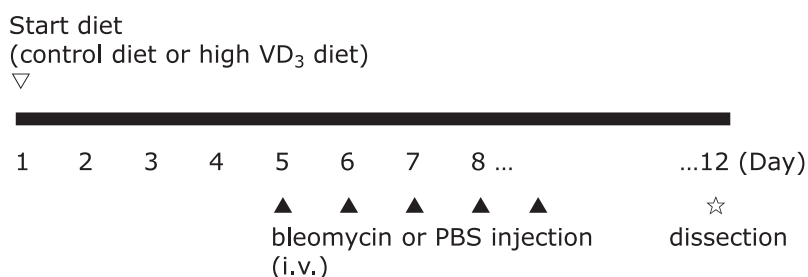 Start diet
(control diet or high VD₃ diet)
1 2 3 4 5 6 7 8 ... ...12 (Day)
bleomycin or PBS injection dissection
(i.v.)